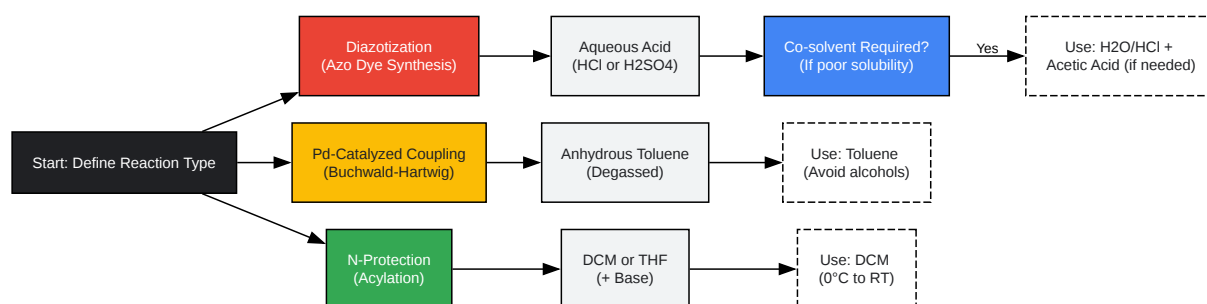 Diazotization
(Azo Dye Synthesis)
Aqueous Acid
(HCl or H2SO4)
Co-solvent Required?
(If poor solubility)
Yes
Use: H2O/HCl +
Acetic Acid (if needed)
Start: Define Reaction Type
Pd-Catalyzed Coupling
(Buchwald-Hartwig)
Anhydrous Toluene
(Degassed)
Use: Toluene
(Avoid alcohols)
N-Protection
(Acylation)
DCM or THF
(+ Base)
Use: DCM
(0°C to RT)